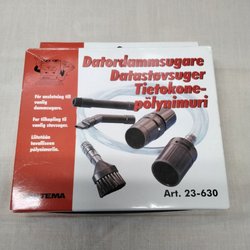 Datordammsugare
Datastøvsuger
Tietokone-
pölynimuri
För anslutning till
vanlig
dammsugare.
For tilkopling til
vanlig støvsuger.
Liitetään
tavalliseen
pölynimuriin.
Art. 23-630